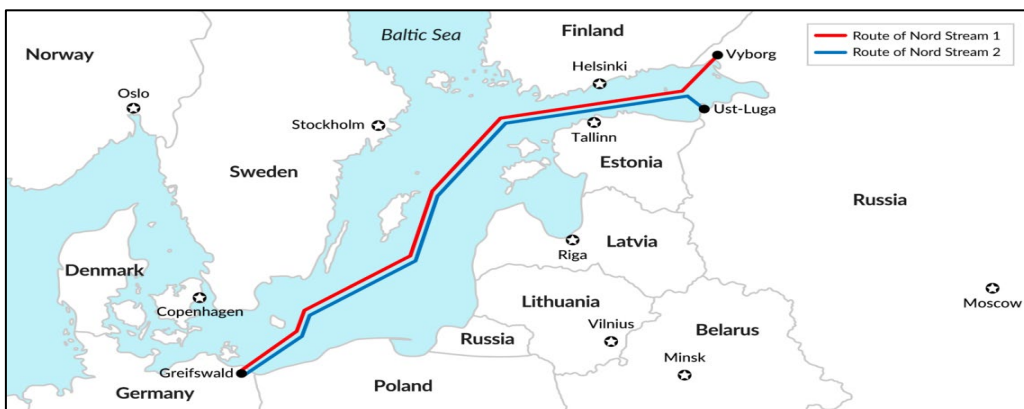 Baltic Sea
Finland
Route of Nord Stream 1
Route of Nord Stream 2
Norway
Vyborg
Helsinki
Oslo
Ust-Luga
Stockholm
Tallinn
Estonia
Sweden
Russia
Latvia
Riga
Denmark
Lithuania
Moscow
Copenhagen
Vilnius
Belarus
Russia
Minsk
Greifswald
Germany
Poland